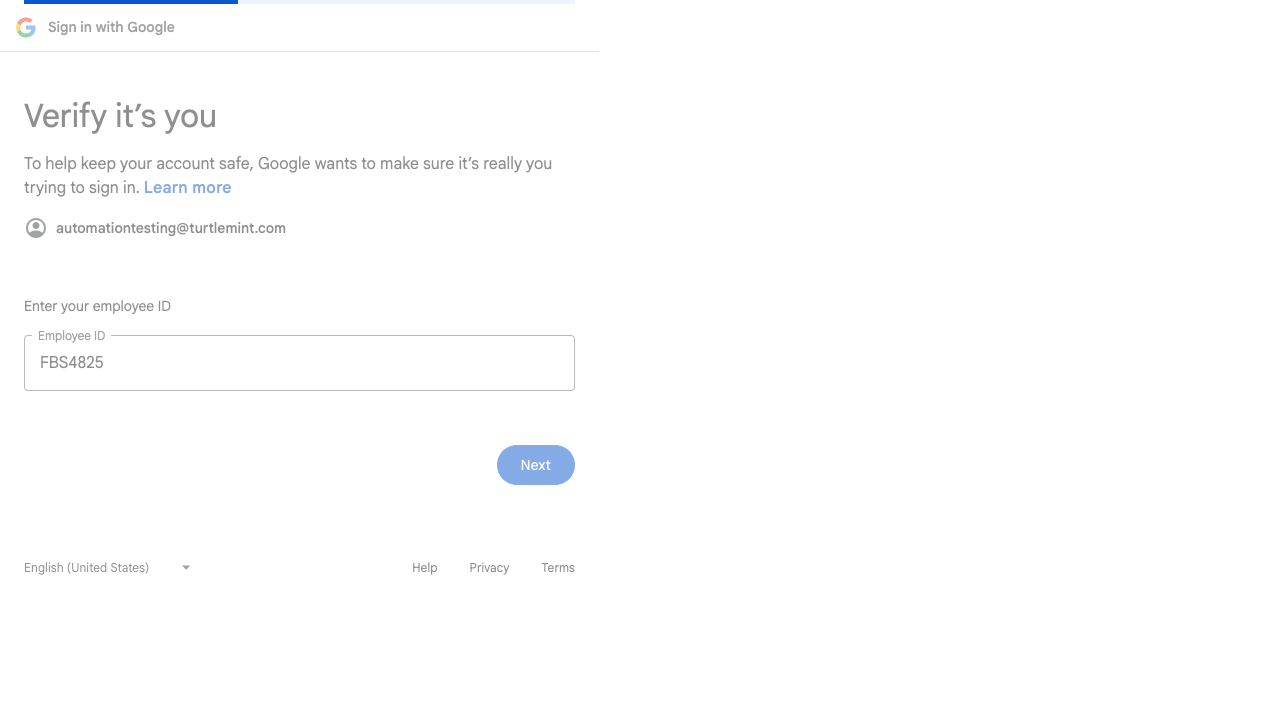 Sign in with Google
Verify it’s you
To help keep your account safe, Google wants to make sure it’s really you
trying to sign in. Learn more
automationtesting@turtlemint.com
Enter your employee ID
Employee ID
FBS4825
Next
English (United States)
Help Privacy Terms